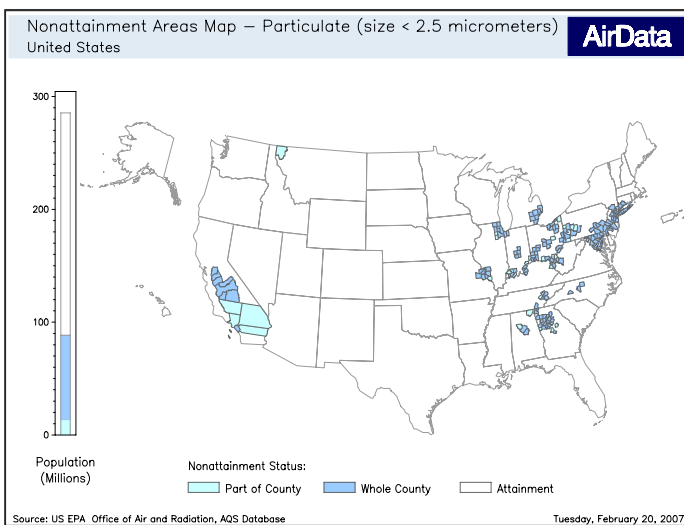 Nonattainment Areas Map – Particulate (size < 2.5 micrometers)
United States
AirData
300
200
100
0
Population
(Millions)
Nonattainment Status:
Part of County
Whole County
Attainment
Source: US EPA Office of Air and Radiation, AQS Database
Tuesday, February 20, 2007